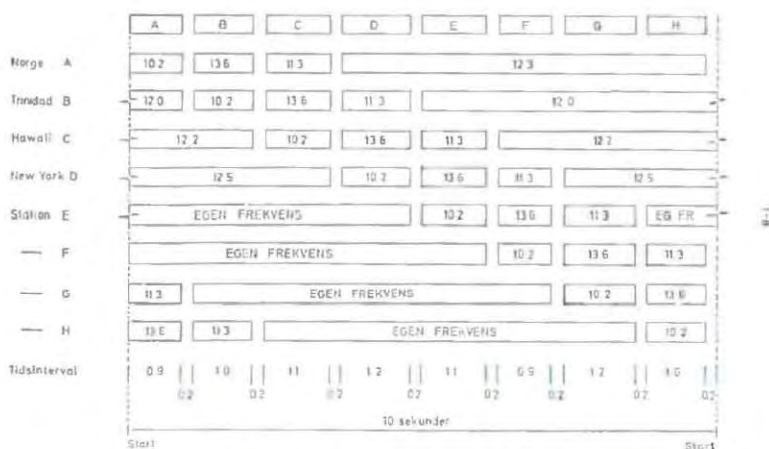 A B C D E F G H
Norge A 10.2 13.6 11.3 12.3
Trinidad B 12.0 10.2 13.6 11.3 12.0
Hawaii C 12.2 10.2 13.6 11.3 12.2
New York D 12.5 10.2 13.6 11.3 12.5
Station E EGEN FREKVENS 10.2 13.6 11.3 EG FR
— F EGEN FREKVENS 10.2 13.6 11.3
— G 11.3 EGEN FREKVENS 10.2 13.6
— H 13.6 11.3 EGEN FREKVENS 10.2
Tidsinterval 0.9 1.0 1.1 1.2 1.1 0.9 1.2 1.0
0.2 0.2 0.2 0.2 0.2 0.2 0.2 0.2
10 sekunder
Start Start